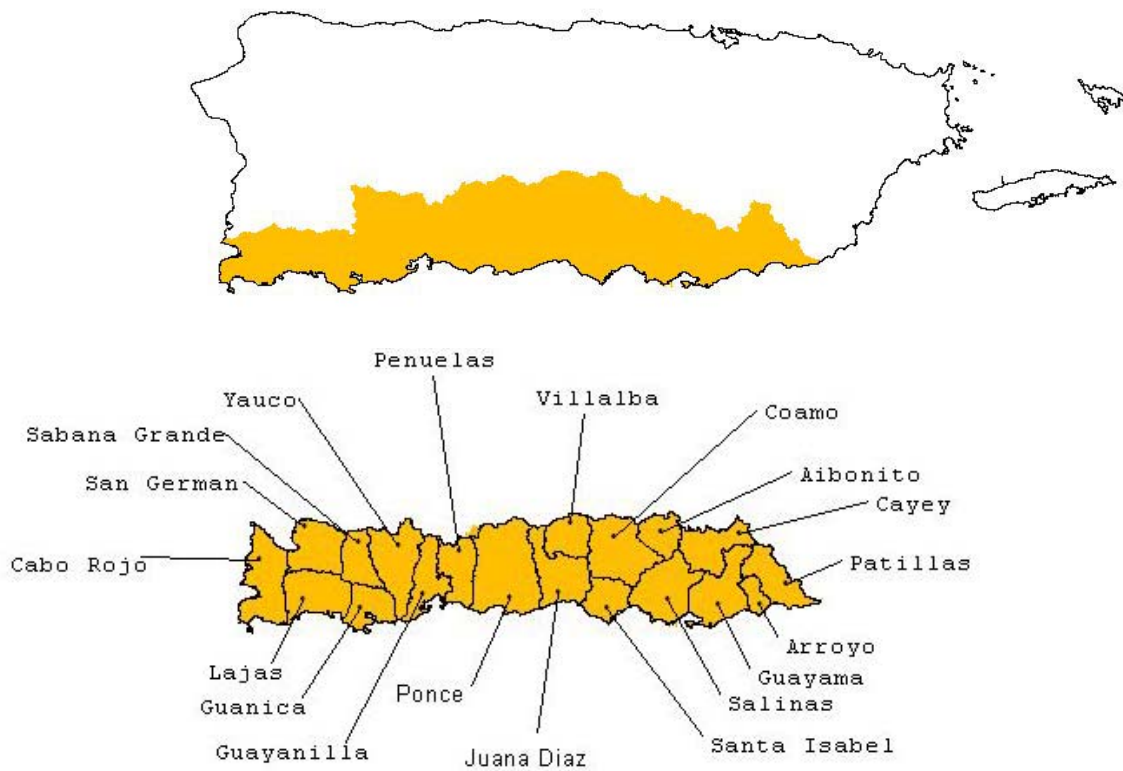 Penuelas
Yauco
Villalba
Coamo
Sabana Grande
San German
Aibonito
Cayey
Cabo Rojo
Patillas
Arroyo
Lajas
Guayama
Ponce
Guanica
Salinas
Guayanilla
Juana Diaz
Santa Isabel